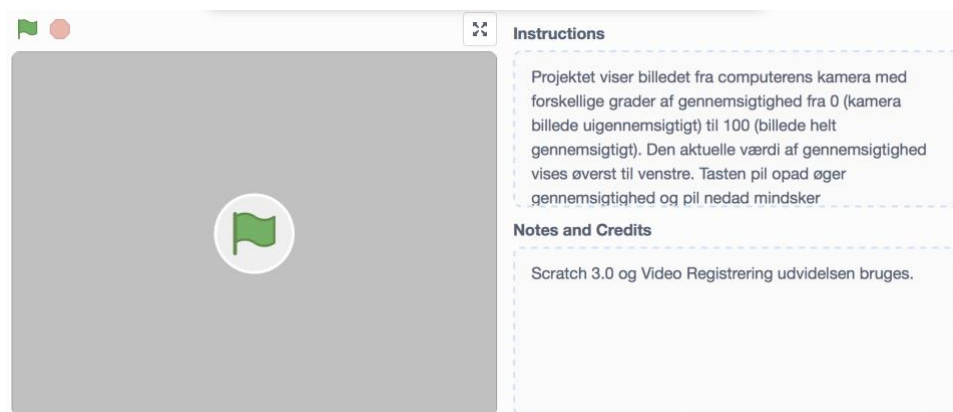 Instructions
Projektet viser billedet fra computerens kamera med
forskellige grader af gennemsigtighed fra 0 (kamera
billede uigennemsigtigt) til 100 (billede helt
gennemsigtigt). Den aktuelle værdi af gennemsigtighed
vises øverst til venstre. Tasten pil opad øger
gennemsigtighed og pil nedad mindsker
Notes and Credits
Scratch 3.0 og Video Registrering udvidelsen bruges.